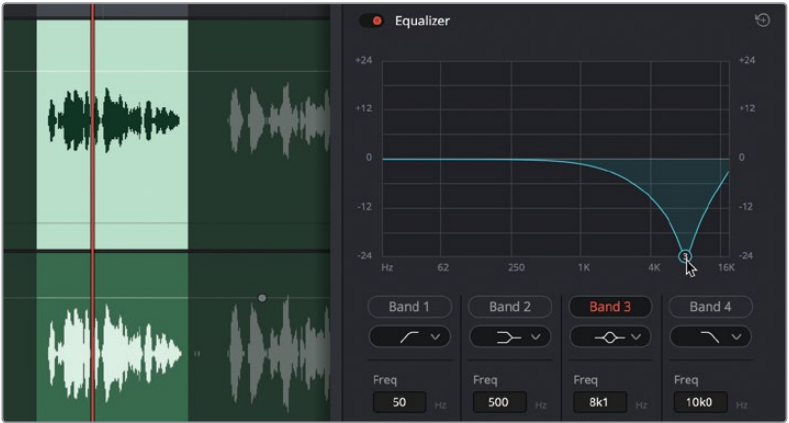 Equalizer
+24 +24
+12 +12
0 0
-12 -12
-24 -24
Hz 62 250 1K 4K 16K
3
Band 1 Band 2 Band 3 Band 4
Freq Freq Freq Freq
50 Hz 500 Hz 8k1 Hz 10k0 Hz